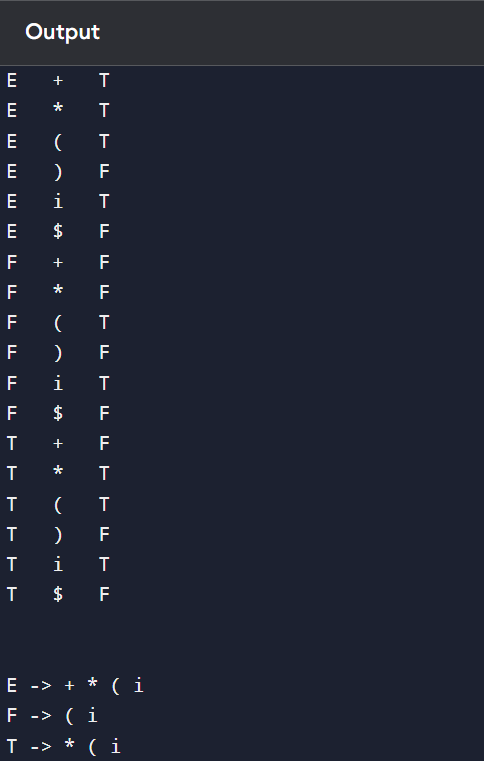 Output
E + T
E * T
E ( T
E ) F
E i T
E $ F
F + F
F * F
F ( T
F ) F
F i T
F $ F
T + F
T * T
T ( T
T ) F
T i T
T $ F
E -> + * ( i
F -> ( i
T -> * ( i